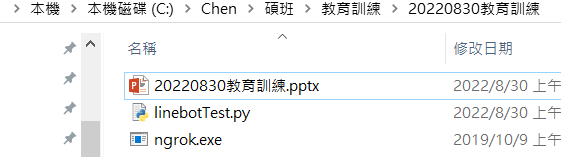 本機 > 本機磁碟 (C:) > Chen > 碩班 > 教育訓練 > 20220830教育訓練
名稱 修改日期
20220830教育訓練.pptx 2022/8/30 上午
linebotTest.py 2022/8/30 上午
ngrok.exe 2019/10/9 上午